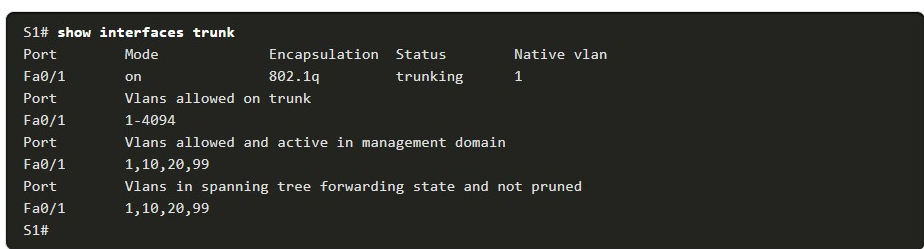 S1# show interfaces trunk
Port Mode Encapsulation Status Native vlan
Fa0/1 on 802.1q trunking 1
Port Vlans allowed on trunk
Fa0/1 1-4094
Port Vlans allowed and active in management domain
Fa0/1 1,10,20,99
Port Vlans in spanning tree forwarding state and not pruned
Fa0/1 1,10,20,99
S1#